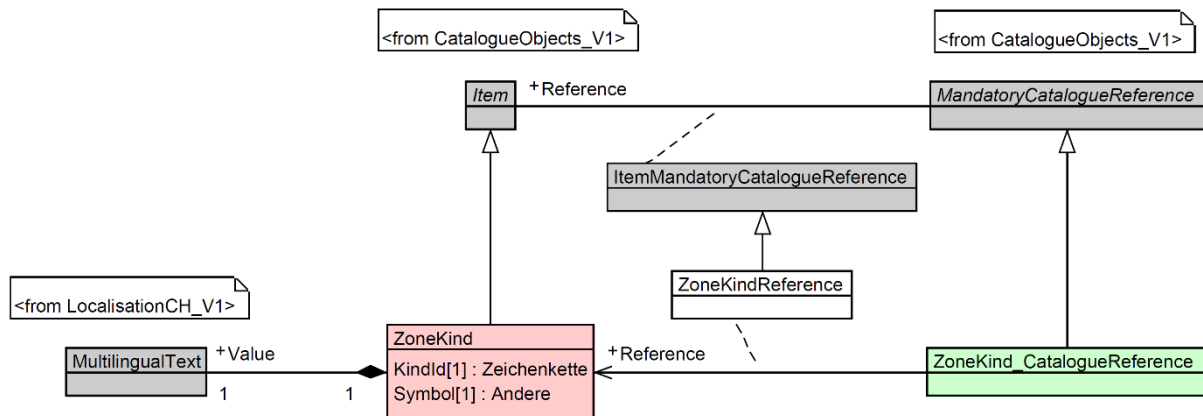 <from CatalogueObjects_V1>
<from CatalogueObjects_V1>
Item
+Reference
MandatoryCatalogueReference
ItemMandatoryCatalogueReference
<from LocalisationCH_V1>
ZoneKindReference
MultilingualText
+Value
1
1
ZoneKind
KindId[1] : Zeichenkette
Symbol[1] : Andere
+Reference
ZoneKind_CatalogueReference